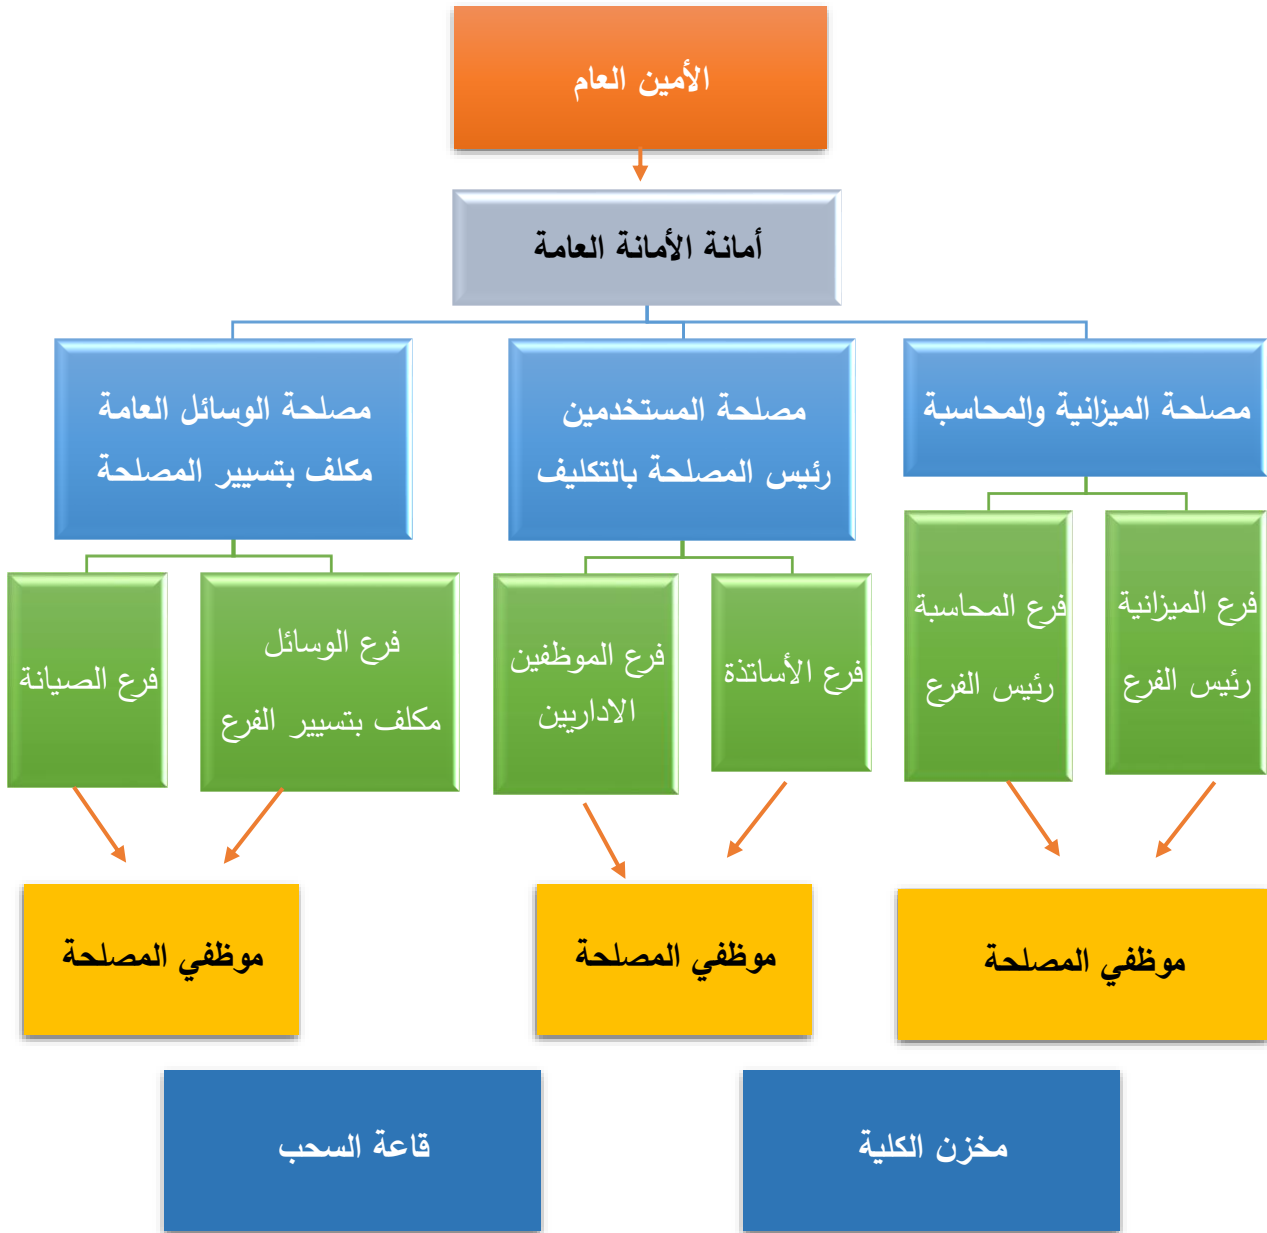 الأمين العام
أمانة الأمانة العامة
مصلحة الميزانية والمحاسبة
مصلحة المستخدمين
رئيس المصلحة بالتكليف
مصلحة الوسائل العامة
مكلف بتسيير المصلحة
فرع الميزانية
رئيس الفرع
فرع المحاسبة
رئيس الفرع
فرع الأساتذة
فرع الموظفين
الاداريين
فرع الوسائل
مكلف بتسيير الفرع
فرع الصيانة
موظفي المصلحة
موظفي المصلحة
موظفي المصلحة
مخزن الكلية
قاعة السحب